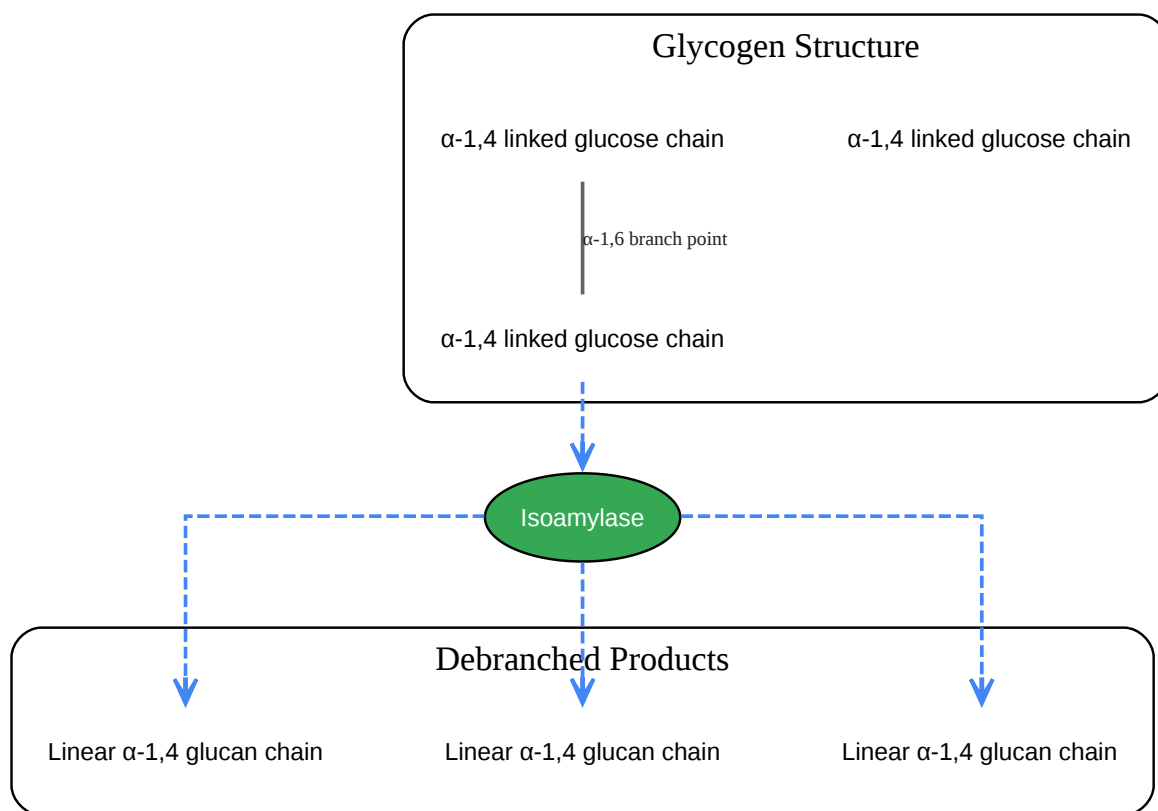 Glycogen Structure
α-1,4 linked glucose chain
α-1,4 linked glucose chain
α-1,6 branch point
α-1,4 linked glucose chain
Isoamylase
Debranched Products
Linear α-1,4 glucan chain
Linear α-1,4 glucan chain
Linear α-1,4 glucan chain